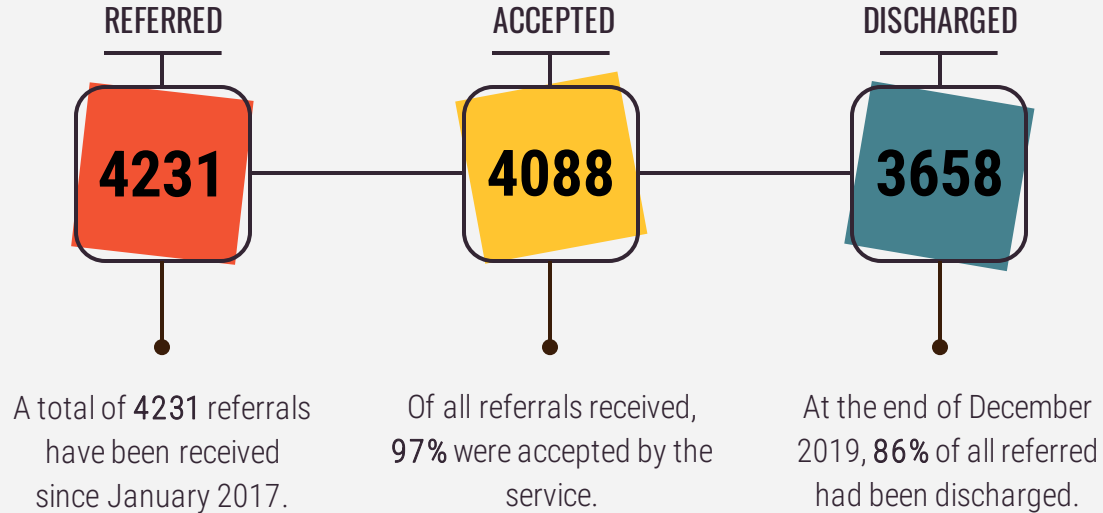 REFERRED
ACCEPTED
DISCHARGED
4231
4088
3658
A total of 4231 referrals
have been received
since January 2017.
Of all referrals received,
97% were accepted by the
service.
At the end of December
2019, 86% of all referred
had been discharged.